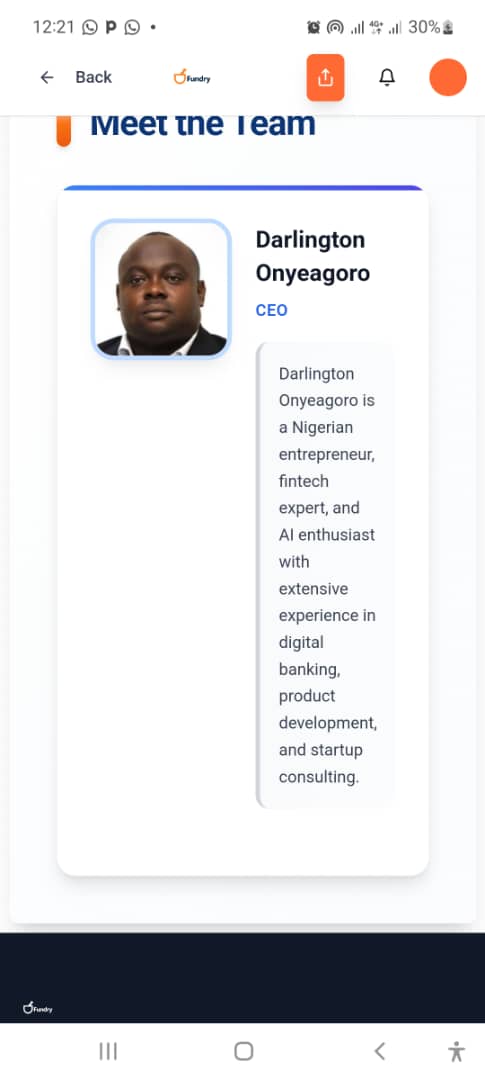 12:21 P 4G+ 30%
Back Fundry
Meet the Team
Darlington
Onyeagoro
CEO
Darlington
Onyeagoro is
a Nigerian
entrepreneur,
fintech
expert, and
AI enthusiast
with
extensive
experience in
digital
banking,
product
development,
and startup
consulting.
Fundry